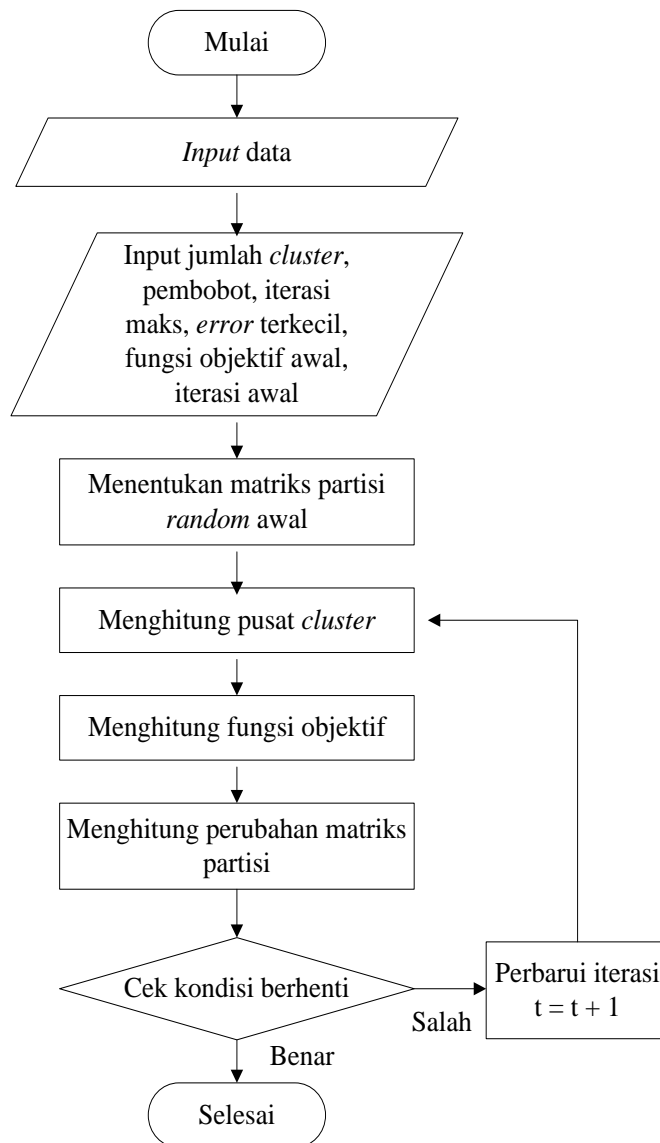 Mulai
Input data
Input jumlah cluster,
pembobot, iterasi
maks, error terkecil,
fungsi objektif awal,
iterasi awal
Menentukan matriks partisi
random awal
Menghitung pusat cluster
Menghitung fungsi objektif
Menghitung perubahan matriks
partisi
Cek kondisi berhenti
Salah
Perbarui iterasi
t = t + 1
Benar
Selesai